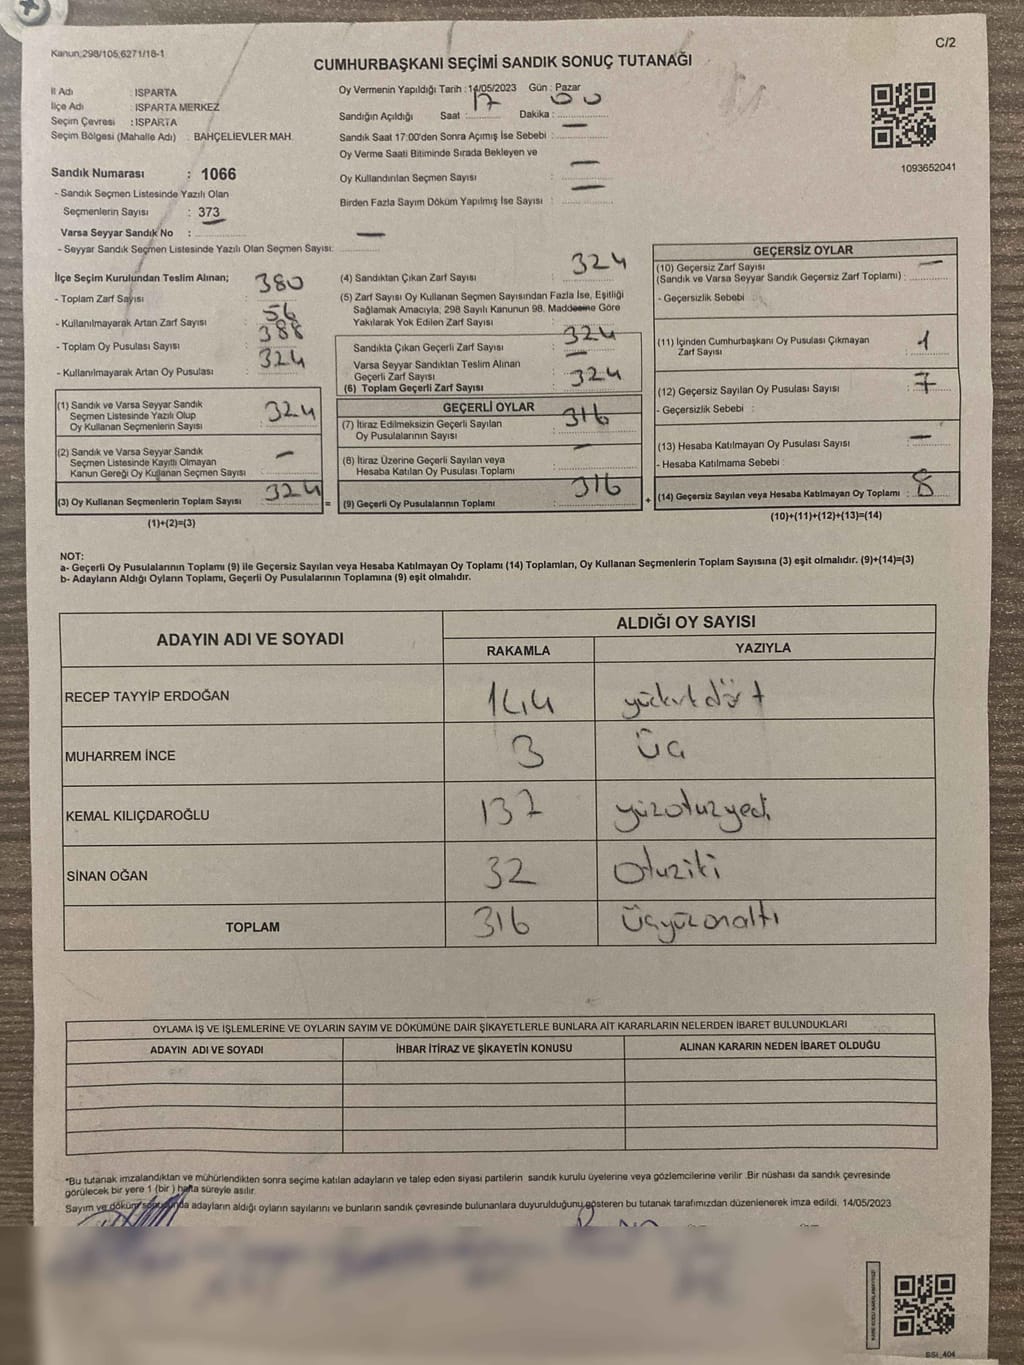 Kanun:298/105,6271/18-1
C/2
CUMHURBAŞKANI SEÇİMİ SANDIK SONUÇ TUTANAĞI
İl Adı : ISPARTA
İlçe Adı : ISPARTA MERKEZ
Seçim Çevresi : ISPARTA
Seçim Bölgesi (Mahalle Adı) : BAHÇELİEVLER MAH.
Sandık Numarası : 1066
- Sandık Seçmen Listesinde Yazılı Olan
Seçmenlerin Sayısı : 373
Varsa Seyyar Sandık No : —
- Seyyar Sandık Seçmen Listesinde Yazılı Olan Seçmen Sayısı:
Oy Vermenin Yapıldığı Tarih : 14/05/2023 Gün : Pazar
Sandığın Açıldığı Saat : 17 Dakika : 00
Sandık Saat 17:00'den Sonra Açımış İse Sebebi : —
Oy Verme Saati Bitiminde Sırada Bekleyen ve
Oy Kullandırılan Seçmen Sayısı : —
Birden Fazla Sayım Döküm Yapılmış İse Sayısı : —
1093652041
İlçe Seçim Kurulundan Teslim Alınan;
- Toplam Zarf Sayısı : 380
- Kullanılmayarak Artan Zarf Sayısı : 56
- Toplam Oy Pusulası Sayısı : 388
- Kullanılmayarak Artan Oy Pusulası : 324
(1) Sandık ve Varsa Seyyar Sandık
Seçmen Listesinde Yazılı Olup
Oy Kullanan Seçmenlerin Sayısı : 324
(2) Sandık ve Varsa Seyyar Sandık
Seçmen Listesinde Kayıtlı Olmayan
Kanun Gereği Oy Kullanan Seçmen Sayısı : —
(3) Oy Kullanan Seçmenlerin Toplam Sayısı : 324 =
(1)+(2)=(3)
(4) Sandıktan Çıkan Zarf Sayısı : 324
(5) Zarf Sayısı Oy Kullanan Seçmen Sayısından Fazla İse, Eşitliği
Sağlamak Amacıyla, 298 Sayılı Kanunun 98. Maddesine Göre
Yakılarak Yok Edilen Zarf Sayısı :
Sandıkta Çıkan Geçerli Zarf Sayısı : 324
Varsa Seyyar Sandıktan Teslim Alınan
Geçerli Zarf Sayısı : —
(6) Toplam Geçerli Zarf Sayısı : 324
GEÇERLİ OYLAR
(7) İtiraz Edilmeksizin Geçerli Sayılan
Oy Pusulalarının Sayısı : 316
(8) İtiraz Üzerine Geçerli Sayılan veya
Hesaba Katılan Oy Pusulası Toplamı : —
(9) Geçerli Oy Pusulalarının Toplamı : 316 +
GEÇERSİZ OYLAR
(10) Geçersiz Zarf Sayısı
(Sandık ve Varsa Seyyar Sandık Geçersiz Zarf Toplamı) : —
- Geçersizlik Sebebi :
(11) İçinden Cumhurbaşkanı Oy Pusulası Çıkmayan
Zarf Sayısı : 1
(12) Geçersiz Sayılan Oy Pusulası Sayısı : 7
- Geçersizlik Sebebi :
(13) Hesaba Katılmayan Oy Pusulası Sayısı : —
- Hesaba Katılmama Sebebi :
(14) Geçersiz Sayılan veya Hesaba Katılmayan Oy Toplamı : 8
(10)+(11)+(12)+(13)=(14)
NOT:
a- Geçerli Oy Pusulalarının Toplamı (9) ile Geçersiz Sayılan veya Hesaba Katılmayan Oy Toplamı (14) Toplamları, Oy Kullanan Seçmenlerin Toplam Sayısına (3) eşit olmalıdır. (9)+(14)=(3)
b- Adayların Aldığı Oyların Toplamı, Geçerli Oy Pusulalarının Toplamına (9) eşit olmalıdır.
ADAYIN ADI VE SOYADI
ALDIĞI OY SAYISI
RAKAMLA YAZIYLA
RECEP TAYYİP ERDOĞAN 144 yüzkırkdört
MUHARREM İNCE 3 üç
KEMAL KILIÇDAROĞLU 137 yüzotuzyedi
SİNAN OĞAN 32 otuziki
TOPLAM 316 üçyüzonaltı
OYLAMA İŞ VE İŞLEMLERİNE VE OYLARIN SAYIM VE DÖKÜMÜNE DAİR ŞİKAYETLERLE BUNLARA AİT KARARLARIN NELERDEN İBARET BULUNDUKLARI
ADAYIN ADI VE SOYADI İHBAR İTİRAZ VE ŞİKAYETİN KONUSU ALINAN KARARIN NEDEN İBARET OLDUĞU
*Bu tutanak imzalandıktan ve mühürlendikten sonra seçime katılan adayların ve talep eden siyasi partilerin sandık kurulu üyelerine veya gözlemcilerine verilir. Bir nüshası da sandık çevresinde
görülecek bir yere 1 (bir) hafta süreyle asılır.
Sayım ve döküm sonucunda adayların aldığı oyların sayılarını ve bunların sandık çevresinde bulunanlara duyurulduğunu gösteren bu tutanak tarafımızdan düzenlenerek imza edildi. 14/05/2023
SSİ_404